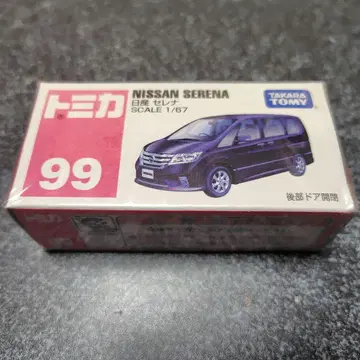 トミカ
99
NISSAN SERENA
日産 セレナ
SCALE 1/67
TAKARA
TOMY
後部ドア開閉